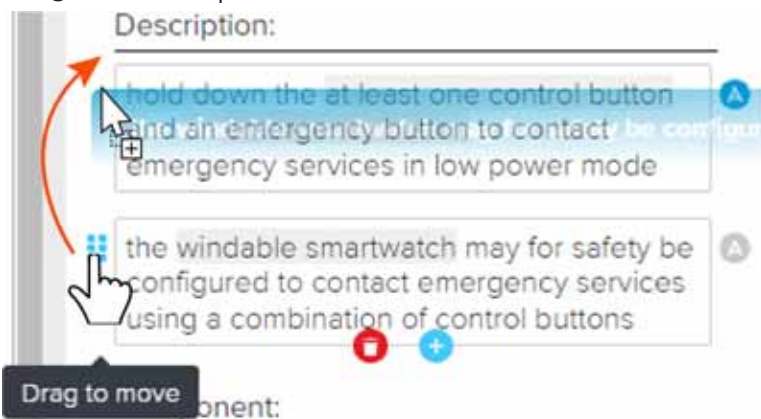 Description:
hold down the at least one control button
and an emergency button to contact
emergency services in low power mode
A
the windable smartwatch may for safety be
configured to contact emergency services
using a combination of control buttons
A
Drag to move
onent: